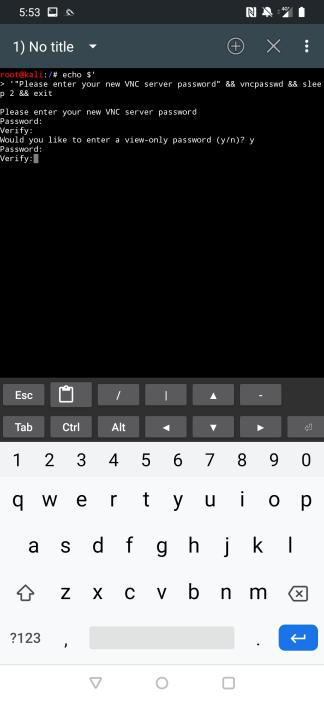 5:53
4G
1) No title
root@kali:/# echo $'
> '"Please enter your new VNC server password" && vncpasswd && slee
p 2 && exit
Please enter your new VNC server password
Password:
Verify:
Would you like to enter a view-only password (y/n)? y
Password:
Verify:
Esc / | ▲ -
Tab Ctrl Alt ◄ ▼ ►
1 2 3 4 5 6 7 8 9 0
q w e r t y u i o p
a s d f g h j k l
z x c v b n m
?123 , .